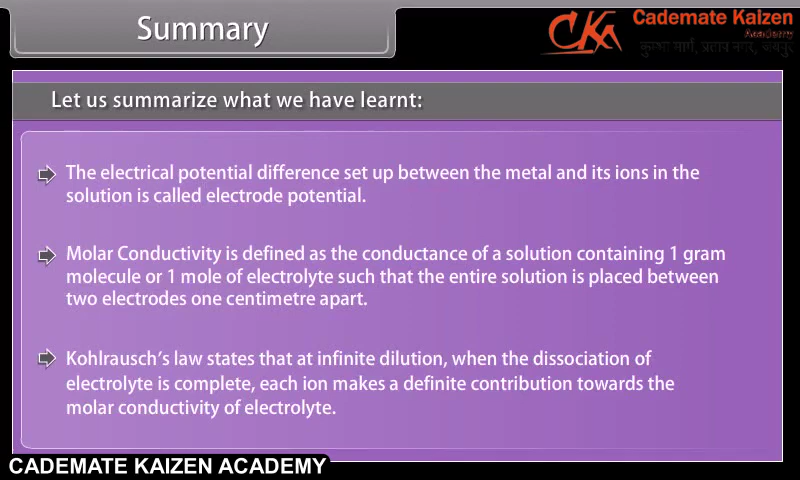 Summary
Cademate Kaizen
Academy
कुम्भा मार्ग, प्रताप नगर, जयपुर
Let us summarize what we have learnt:
The electrical potential difference set up between the metal and its ions in the
solution is called electrode potential.
Molar Conductivity is defined as the conductance of a solution containing 1 gram
molecule or 1 mole of electrolyte such that the entire solution is placed between
two electrodes one centimetre apart.
Kohlrausch's law states that at infinite dilution, when the dissociation of
electrolyte is complete, each ion makes a definite contribution towards the
molar conductivity of electrolyte.
CADEMATE KAIZEN ACADEMY